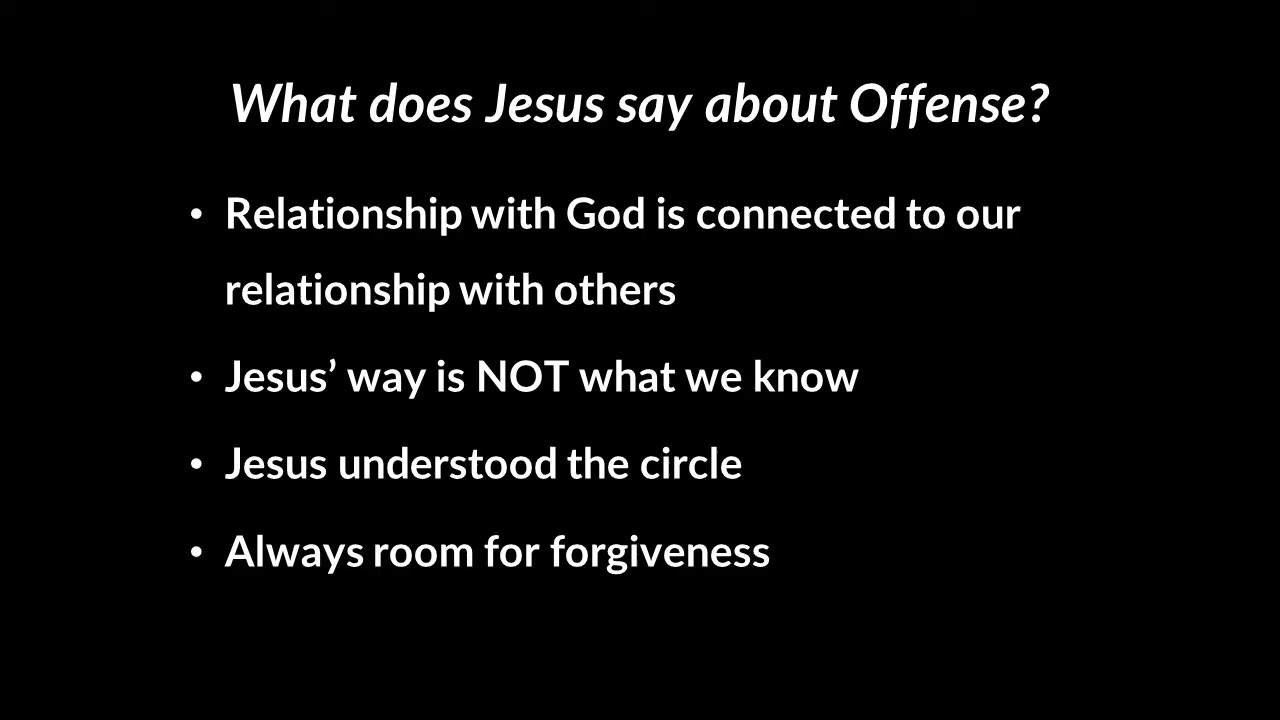 What does Jesus say about Offense?
• Relationship with God is connected to our
relationship with others
• Jesus’ way is NOT what we know
• Jesus understood the circle
• Always room for forgiveness